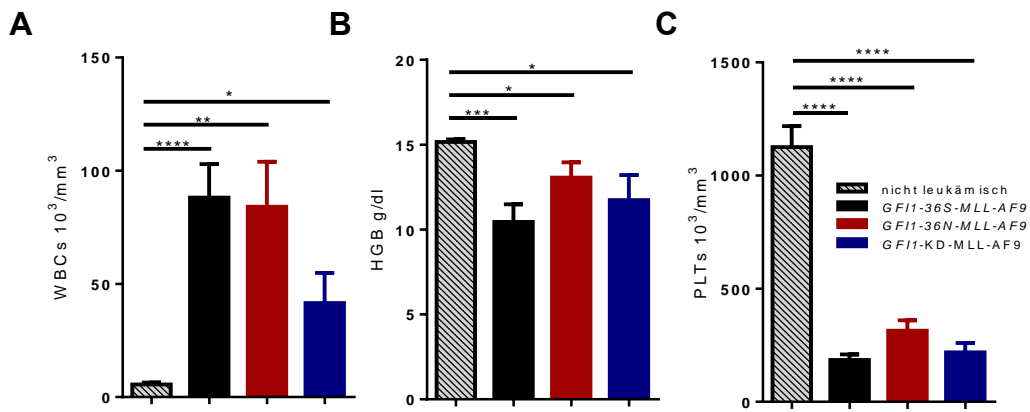 A
WBCs 10³/mm³
150
100
50
0
*
**
****
B
HGB g/dl
20
15
10
5
0
*
*
***
C
PLTs 10³/mm³
1500
1000
500
0
****
****
****
nicht leukämisch
GFI1-36S-MLL-AF9
GFI1-36N-MLL-AF9
GFI1-KD-MLL-AF9